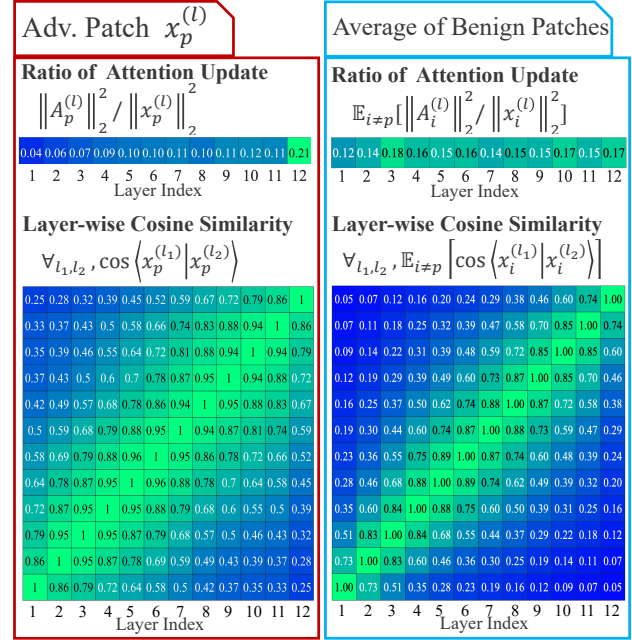 Adv. Patch x_p^(l)
Ratio of Attention Update
‖A_p^(l)‖_2^2 / ‖x_p^(l)‖_2^2
0.04 0.06 0.07 0.09 0.10 0.10 0.11 0.10 0.11 0.12 0.11 0.21
1 2 3 4 5 6 7 8 9 10 11 12
Layer Index
Layer-wise Cosine Similarity
∀_{l_1,l_2}, cos⟨x_p^(l_1)|x_p^(l_2)⟩
0.25 0.28 0.32 0.39 0.45 0.52 0.59 0.67 0.72 0.79 0.86 1
0.33 0.37 0.43 0.5 0.58 0.66 0.74 0.83 0.88 0.94 1 0.86
0.35 0.39 0.46 0.55 0.64 0.72 0.81 0.88 0.94 1 0.94 0.79
0.37 0.43 0.5 0.6 0.7 0.78 0.87 0.95 1 0.94 0.88 0.72
0.42 0.49 0.57 0.68 0.78 0.86 0.94 1 0.95 0.88 0.83 0.67
0.5 0.59 0.68 0.79 0.88 0.95 1 0.94 0.87 0.81 0.74 0.59
0.58 0.69 0.79 0.88 0.96 1 0.95 0.86 0.78 0.72 0.66 0.52
0.64 0.78 0.87 0.95 1 0.96 0.88 0.78 0.7 0.64 0.58 0.45
0.72 0.87 0.95 1 0.95 0.88 0.79 0.68 0.6 0.55 0.5 0.39
0.79 0.95 1 0.95 0.87 0.79 0.68 0.57 0.5 0.46 0.43 0.32
0.86 1 0.95 0.87 0.78 0.69 0.59 0.49 0.43 0.39 0.37 0.28
1 0.86 0.79 0.72 0.64 0.58 0.5 0.42 0.37 0.35 0.33 0.25
1 2 3 4 5 6 7 8 9 10 11 12
Layer Index
Average of Benign Patches
Ratio of Attention Update
𝔼_{i≠p}[‖A_i^(l)‖_2^2 / ‖x_i^(l)‖_2^2]
0.12 0.14 0.18 0.16 0.15 0.16 0.14 0.15 0.15 0.17 0.15 0.17
1 2 3 4 5 6 7 8 9 10 11 12
Layer Index
Layer-wise Cosine Similarity
∀_{l_1,l_2}, 𝔼_{i≠p}[cos⟨x_i^(l_1)|x_i^(l_2)⟩]
0.05 0.07 0.12 0.16 0.20 0.24 0.29 0.38 0.46 0.60 0.74 1.00
0.07 0.11 0.18 0.25 0.32 0.39 0.47 0.58 0.70 0.85 1.00 0.74
0.09 0.14 0.22 0.31 0.39 0.48 0.59 0.72 0.85 1.00 0.85 0.60
0.12 0.19 0.29 0.39 0.49 0.60 0.73 0.87 1.00 0.85 0.70 0.46
0.16 0.25 0.37 0.50 0.62 0.74 0.88 1.00 0.87 0.72 0.58 0.38
0.19 0.30 0.44 0.60 0.74 0.87 1.00 0.88 0.73 0.59 0.47 0.29
0.23 0.36 0.55 0.75 0.89 1.00 0.87 0.74 0.60 0.48 0.39 0.24
0.28 0.46 0.68 0.88 1.00 0.89 0.74 0.62 0.49 0.39 0.32 0.20
0.35 0.60 0.84 1.00 0.88 0.75 0.60 0.50 0.39 0.31 0.25 0.16
0.51 0.83 1.00 0.84 0.68 0.55 0.44 0.37 0.29 0.22 0.18 0.12
0.73 1.00 0.83 0.60 0.46 0.36 0.30 0.25 0.19 0.14 0.11 0.07
1.00 0.73 0.51 0.35 0.28 0.23 0.19 0.16 0.12 0.09 0.07 0.05
1 2 3 4 5 6 7 8 9 10 11 12
Layer Index